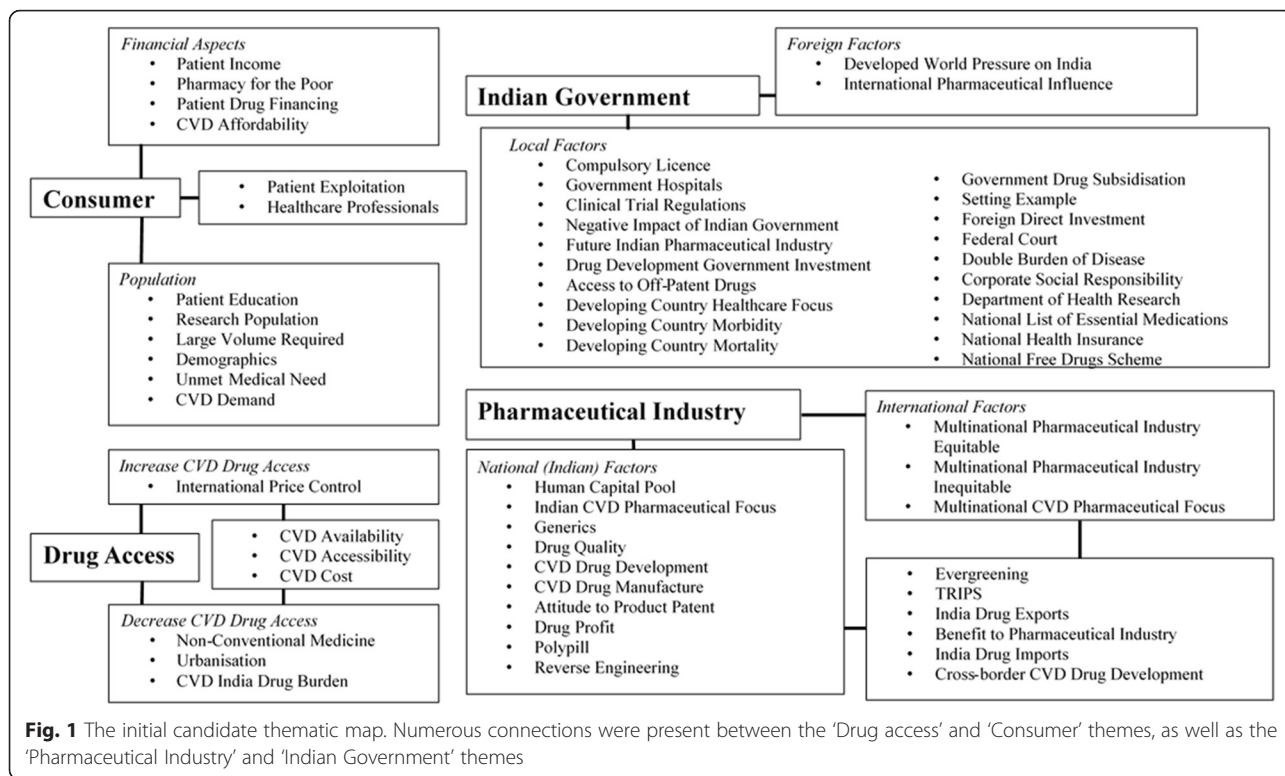 Financial Aspects
• Patient Income
• Pharmacy for the Poor
• Patient Drug Financing
• CVD Affordability
Consumer
• Patient Exploitation
• Healthcare Professionals
Population
• Patient Education
• Research Population
• Large Volume Required
• Demographics
• Unmet Medical Need
• CVD Demand
Increase CVD Drug Access
• International Price Control
Drug Access
• CVD Availability
• CVD Accessibility
• CVD Cost
Decrease CVD Drug Access
• Non-Conventional Medicine
• Urbanisation
• CVD India Drug Burden
Indian Government
Foreign Factors
• Developed World Pressure on India
• International Pharmaceutical Influence
Local Factors
• Compulsory Licence
• Government Hospitals
• Clinical Trial Regulations
• Negative Impact of Indian Government
• Future Indian Pharmaceutical Industry
• Drug Development Government Investment
• Access to Off-Patent Drugs
• Developing Country Healthcare Focus
• Developing Country Morbidity
• Developing Country Mortality
• Government Drug Subsidisation
• Setting Example
• Foreign Direct Investment
• Federal Court
• Double Burden of Disease
• Corporate Social Responsibility
• Department of Health Research
• National List of Essential Medications
• National Health Insurance
• National Free Drugs Scheme
Pharmaceutical Industry
International Factors
• Multinational Pharmaceutical Industry
Equitable
• Multinational Pharmaceutical Industry
Inequitable
• Multinational CVD Pharmaceutical Focus
National (Indian) Factors
• Human Capital Pool
• Indian CVD Pharmaceutical Focus
• Generics
• Drug Quality
• CVD Drug Development
• CVD Drug Manufacture
• Attitude to Product Patent
• Drug Profit
• Polypill
• Reverse Engineering
• Evergreening
• TRIPS
• India Drug Exports
• Benefit to Pharmaceutical Industry
• India Drug Imports
• Cross-border CVD Drug Development
Fig. 1 The initial candidate thematic map. Numerous connections were present between the ‘Drug access’ and ‘Consumer’ themes, as well as the
‘Pharmaceutical Industry’ and ‘Indian Government’ themes